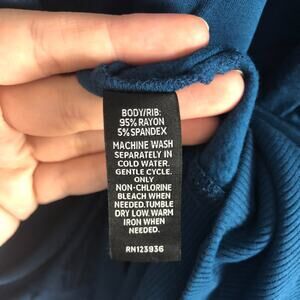 BODY/RIB:
95% RAYON
5% SPANDEX
MACHINE WASH
SEPARATELY IN
COLD WATER.
GENTLE CYCLE.
ONLY
NON-CHLORINE
BLEACH WHEN
NEEDED.TUMBLE
DRY LOW.WARM
IRON WHEN
NEEDED.
RN123936